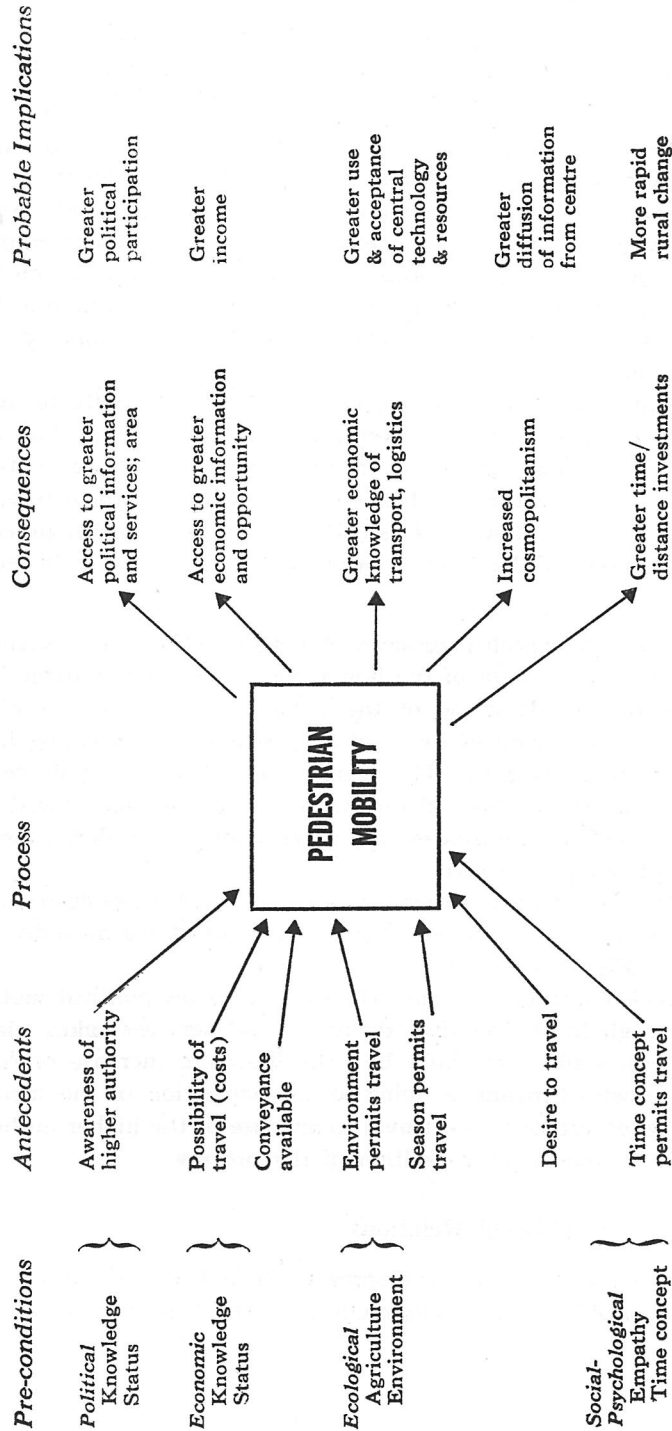 Pre-conditions
Antecedents
Process
Consequences
Probable Implications
Political
Knowledge
Status
Awareness of
higher authority
Access to greater
political information
and services; area
Greater
political
participation
Economic
Knowledge
Status
Possibility of
travel (costs)
Conveyance
available
Access to greater
economic information
and opportunity
Greater
income
Ecological
Agriculture
Environment
Environment
permits travel
Season permits
travel
PEDESTRIAN
MOBILITY
Greater economic
knowledge of
transport, logistics
Greater use
& acceptance
of central
technology
& resources
Increased
cosmopolitanism
Greater
diffusion
of information
from centre
Social-
Psychological
Empathy
Time concept
Desire to travel
Time concept
permits travel
Greater time/
distance investments
More rapid
rural change